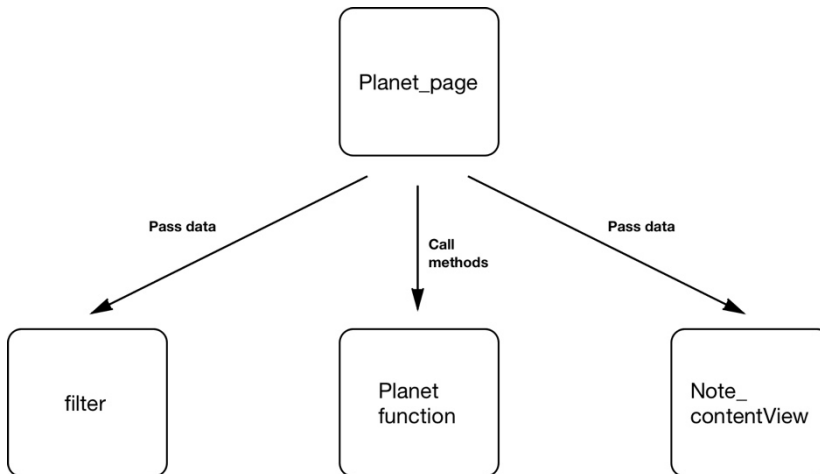 Planet_page
Pass data
Call
methods
Pass data
filter
Planet
function
Note_
contentView